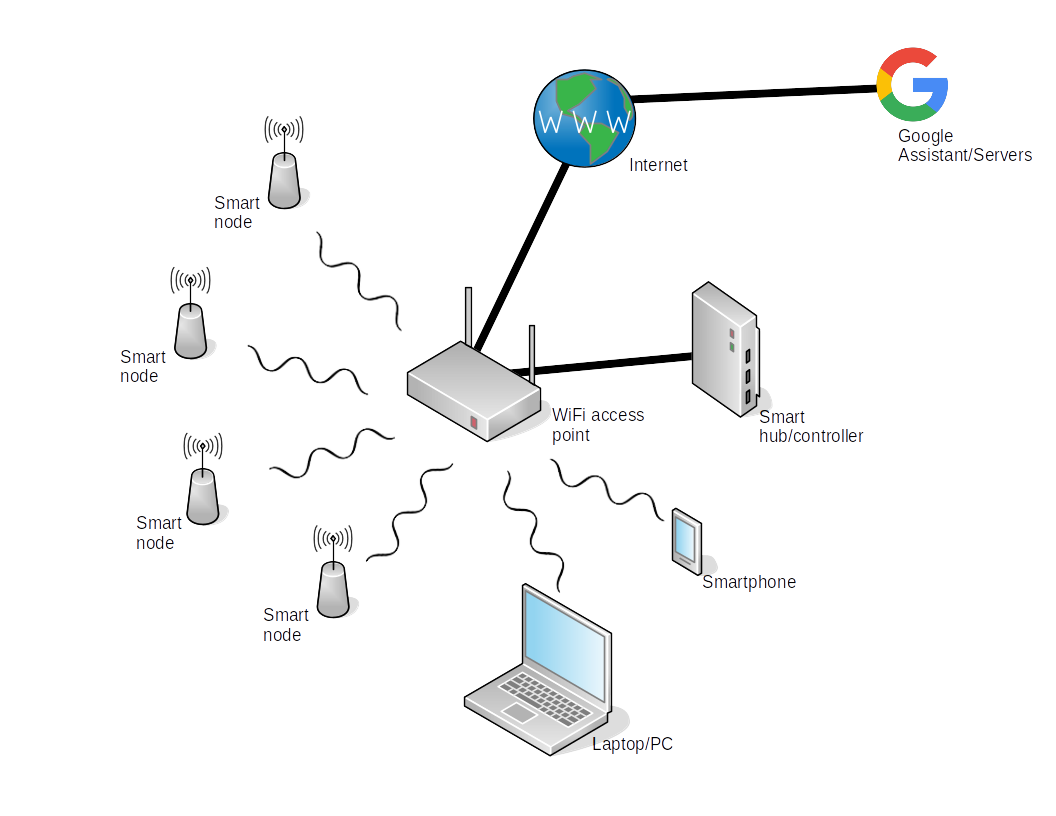 WWW
Internet
Google
Assistant/Servers
Smart
node
Smart
node
WiFi access
point
Smart
hub/controller
Smart
node
Smartphone
Smart
node
Laptop/PC